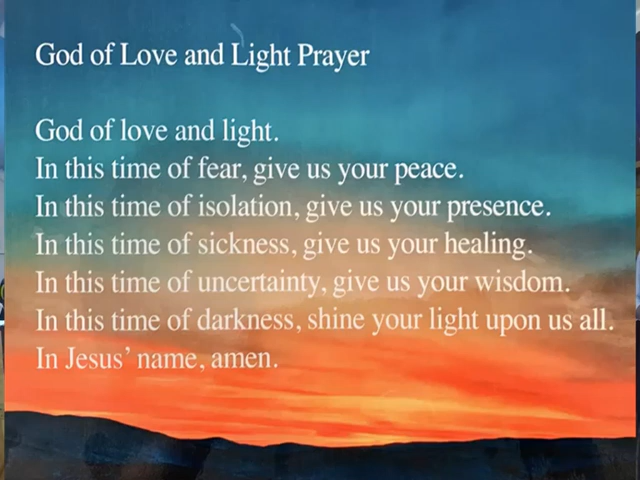 God of Love and Light Prayer
God of love and light.
In this time of fear, give us your peace.
In this time of isolation, give us your presence.
In this time of sickness, give us your healing.
In this time of uncertainty, give us your wisdom.
In this time of darkness, shine your light upon us all.
In Jesus’ name, amen.